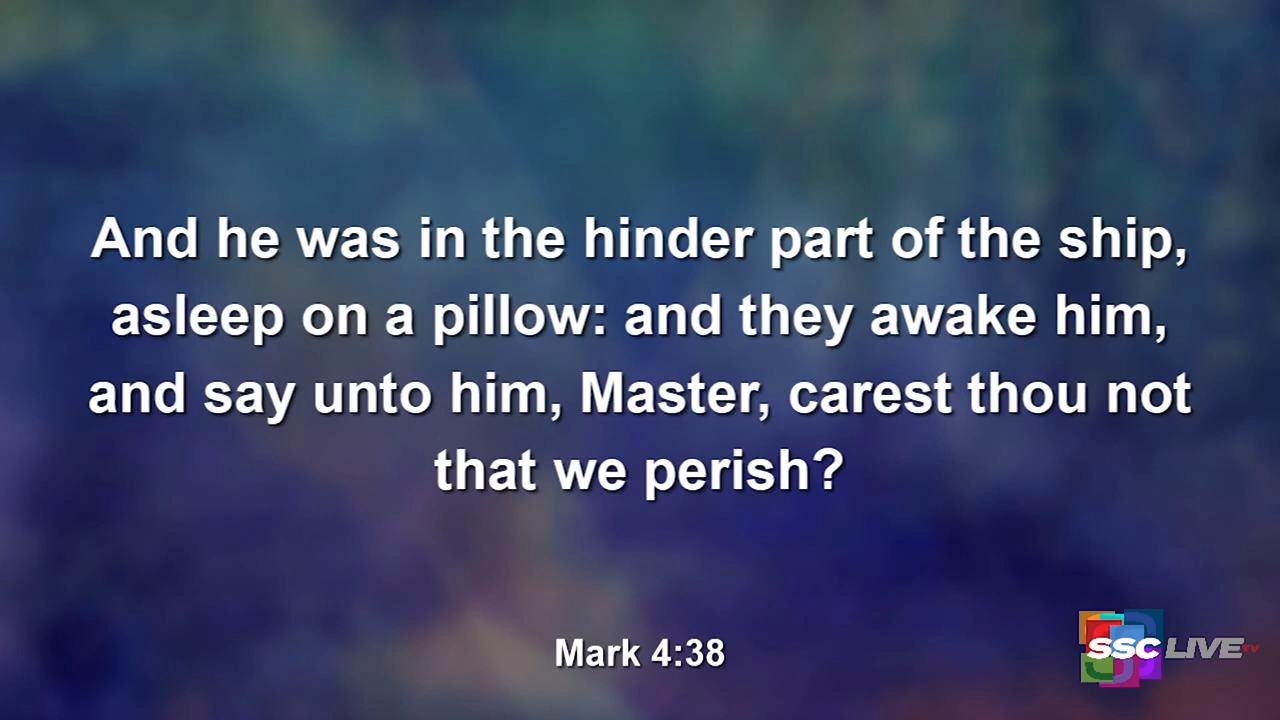 And he was in the hinder part of the ship,
asleep on a pillow: and they awake him,
and say unto him, Master, carest thou not
that we perish?
Mark 4:38
SSC LIVE TV